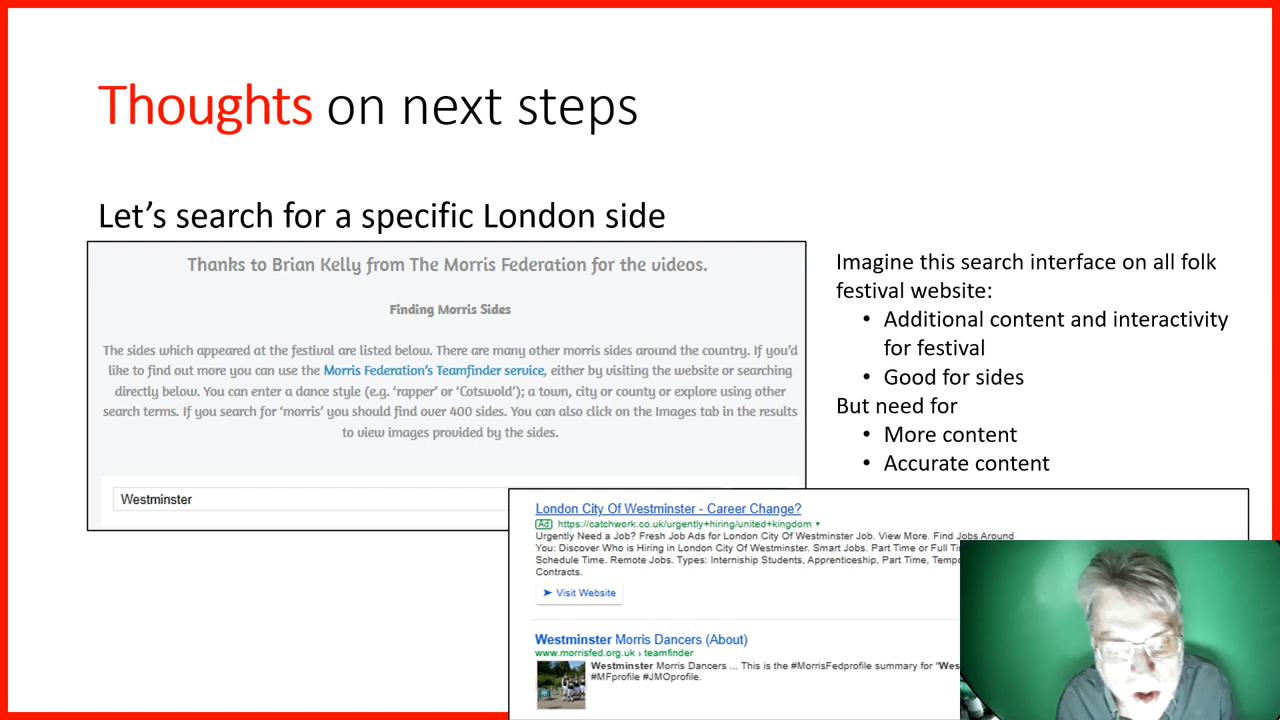 Thoughts on next steps
Let's search for a specific London side
Thanks to Brian Kelly from The Morris Federation for the videos.
Finding Morris Sides
The sides which appeared at the festival are listed below. There are many other morris sides around the country. If you'd
like to find out more you can use the Morris Federation's Teamfinder service, either by visiting the website or searching
directly below. You can enter a dance style (e.g. 'rapper' or 'Cotswold'); a town, city or county or explore using other
search terms. If you search for 'morris' you should find over 400 sides. You can also click on the Images tab in the results
to view images provided by the sides.
Westminster
Imagine this search interface on all folk
festival website:
• Additional content and interactivity
for festival
• Good for sides
But need for
• More content
• Accurate content
London City Of Westminster - Career Change?
Ad https://catchwork.co.uk/urgently+hiring/united+kingdom
Urgently Need a Job? Fresh Job Ads for London City Of Westminster Job. View More. Find Jobs Around
You: Discover Who is Hiring in London City Of Westminster. Smart Jobs. Part Time or Full
Schedule Time. Remote Jobs. Types: Internship Students, Apprenticeship, Part Time,
Contracts.
Visit Website
Westminster Morris Dancers (About)
www.morrisfed.org.uk › teamfinder
Westminster Morris Dancers ... This is the #MorrisFedprofile summary for
#MFprofile #JMOprofile.